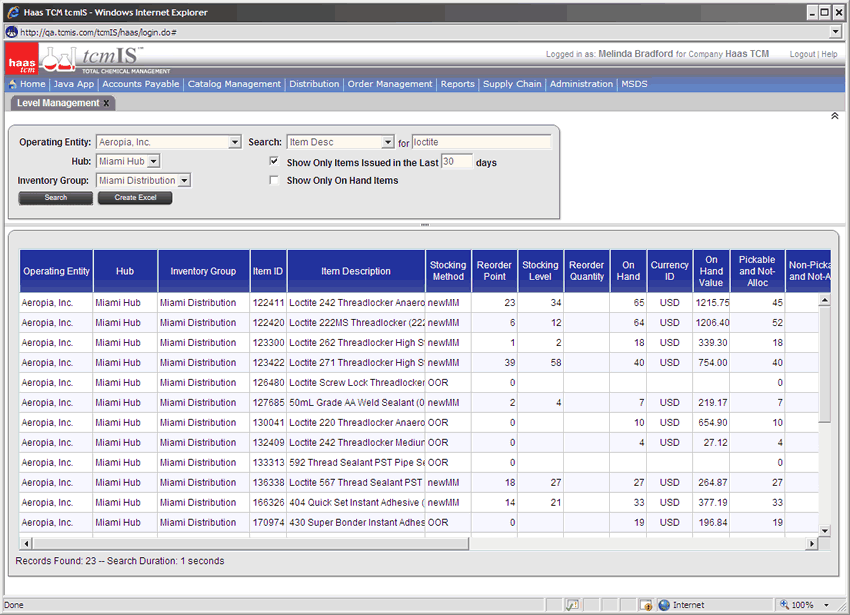 Haas TCM tcmIS - Windows Internet Explorer
http://qa.tcmis.com/tcmIS/haas/login.do#
haas tcm tcmIS™ TOTAL CHEMICAL MANAGEMENT
Logged in as: Melinda Bradford for Company Haas TCM Logout | Help
Home | Java App | Accounts Payable | Catalog Management | Distribution | Order Management | Reports | Supply Chain | Administration | MSDS
Level Management x
Operating Entity: Aeropia, Inc. Search: Item Desc for loctite
Hub: Miami Hub Show Only Items Issued in the Last 30 days
Inventory Group: Miami Distribution Show Only On Hand Items
Search Create Excel
Operating Entity Hub Inventory Group Item ID Item Description Stocking Method Reorder Point Stocking Level Reorder Quantity On Hand Currency ID On Hand Value Pickable and Not-Alloc Non-Picka and Not-A
Aeropia, Inc. Miami Hub Miami Distribution 122411 Loctite 242 Threadlocker Anaero newMM 23 34 65 USD 1215.75 45
Aeropia, Inc. Miami Hub Miami Distribution 122420 Loctite 222MS Threadlocker (222 newMM 6 12 64 USD 1206.40 52
Aeropia, Inc. Miami Hub Miami Distribution 123300 Loctite 262 Threadlocker High S newMM 1 2 18 USD 339.30 18
Aeropia, Inc. Miami Hub Miami Distribution 123422 Loctite 271 Threadlocker High S newMM 39 58 40 USD 754.00 40
Aeropia, Inc. Miami Hub Miami Distribution 126480 Loctite Screw Lock Threadlocker OOR 0 0
Aeropia, Inc. Miami Hub Miami Distribution 127685 50mL Grade AA Weld Sealant (0 newMM 2 4 7 USD 219.17 7
Aeropia, Inc. Miami Hub Miami Distribution 130041 Loctite 220 Threadlocker Anaero OOR 0 10 USD 654.90 10
Aeropia, Inc. Miami Hub Miami Distribution 132409 Loctite 242 Threadlocker Medium OOR 0 4 USD 27.12 4
Aeropia, Inc. Miami Hub Miami Distribution 133313 592 Thread Sealant PST Pipe S OOR 0 0
Aeropia, Inc. Miami Hub Miami Distribution 136338 Loctite 567 Thread Sealant PST newMM 18 27 27 USD 264.87 27
Aeropia, Inc. Miami Hub Miami Distribution 166326 404 Quick Set Instant Adhesive ( newMM 14 21 33 USD 377.19 33
Aeropia, Inc. Miami Hub Miami Distribution 170974 430 Super Bonder Instant Adhes OOR 0 19 USD 196.84 19
Records Found: 23 -- Search Duration: 1 seconds
Done Internet 100%